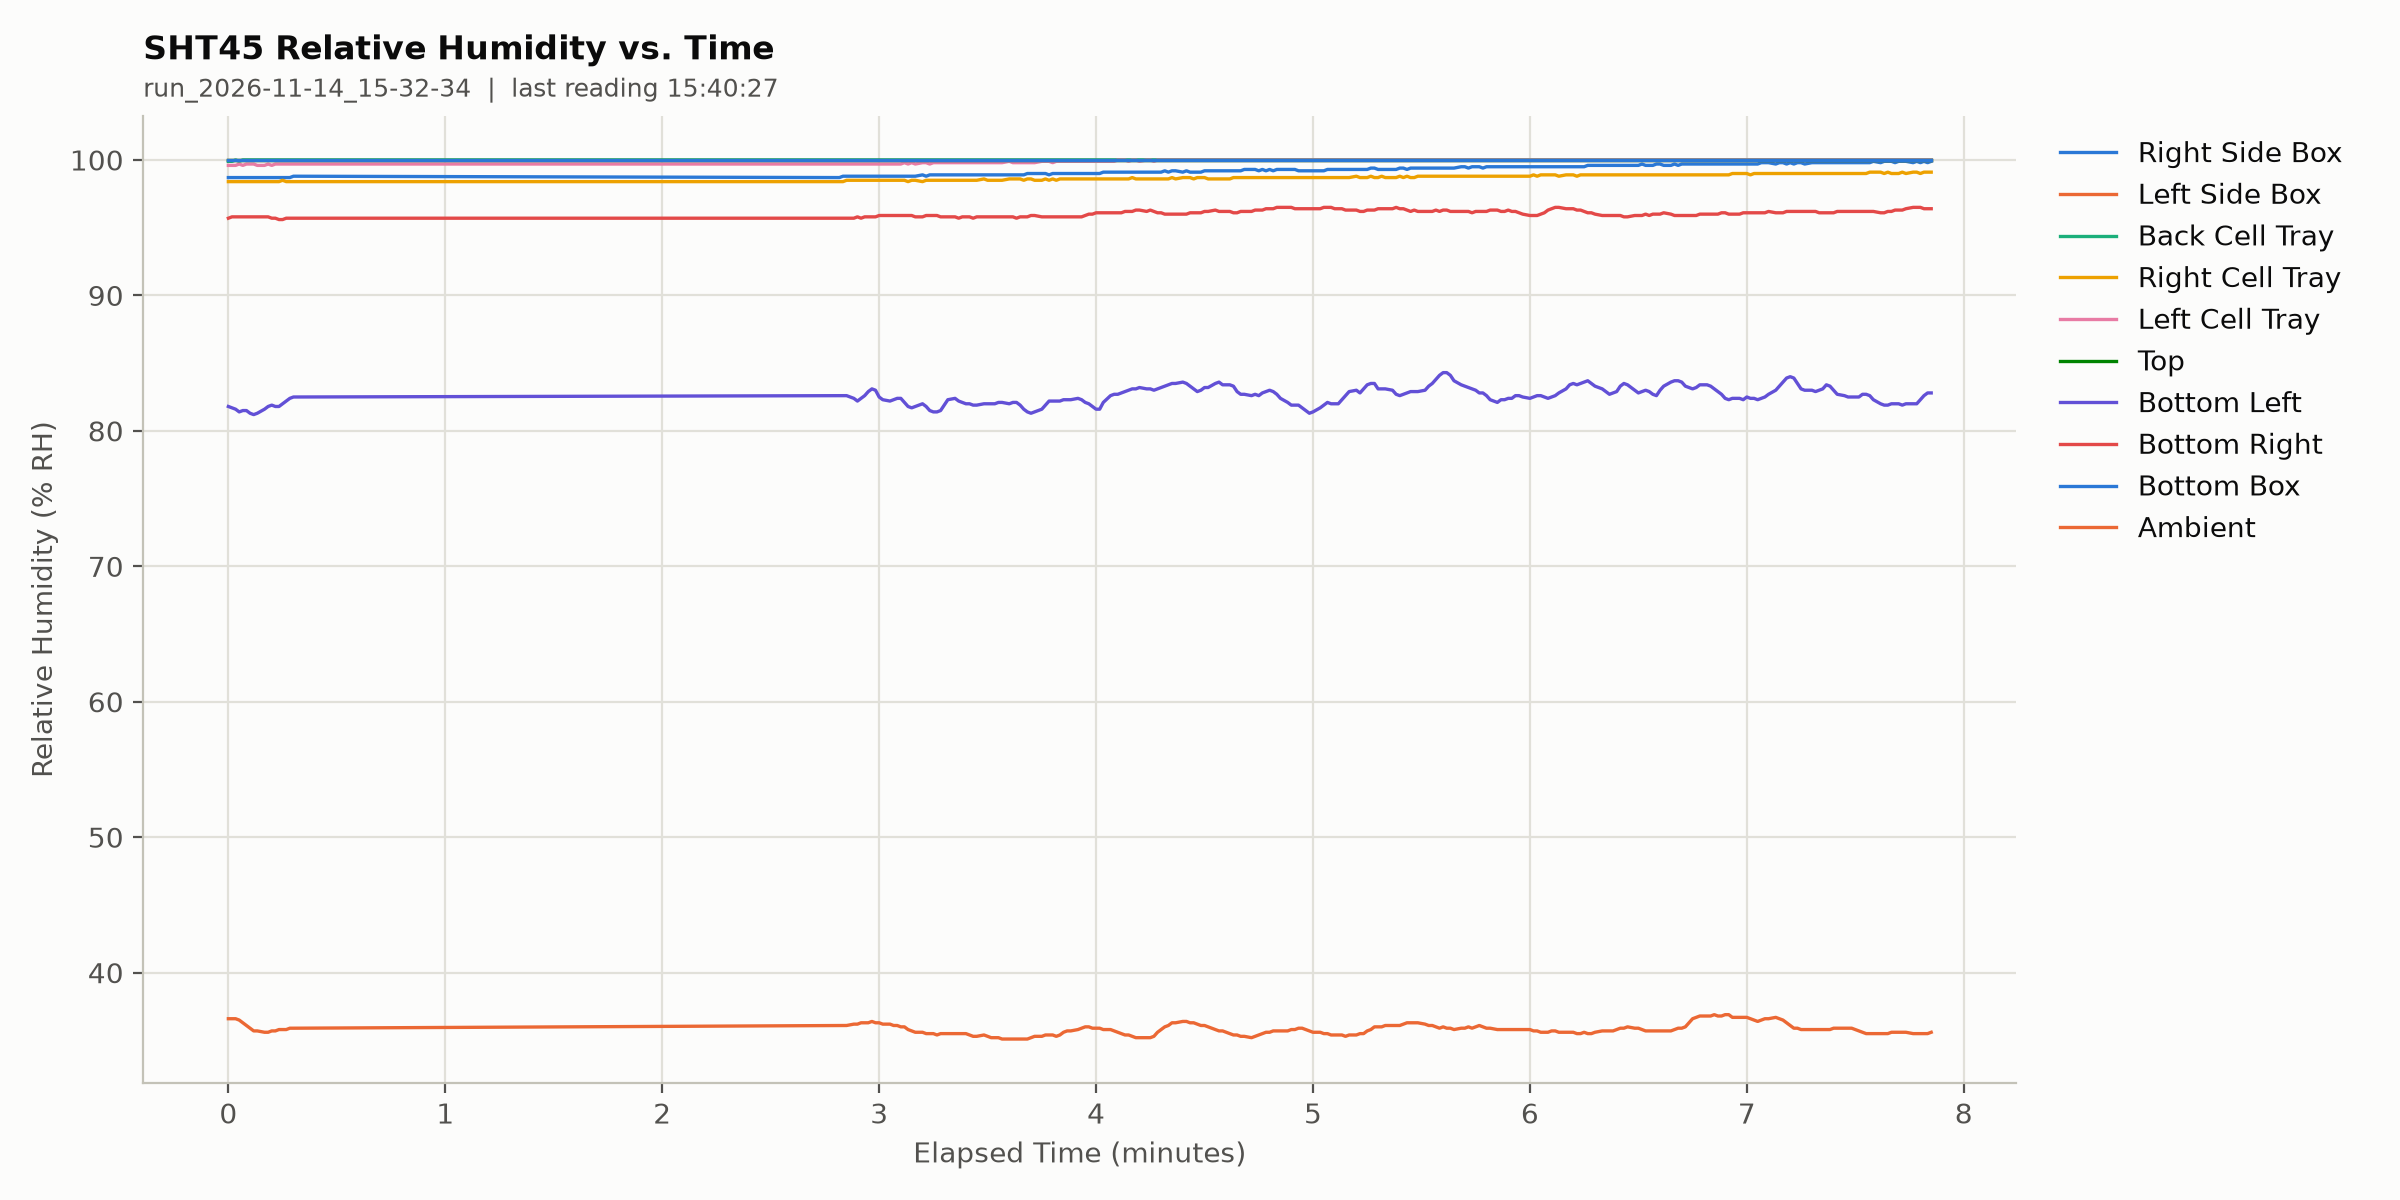 SHT45 Relative Humidity vs. Time
run_2026-11-14_15-32-34 | last reading 15:40:27
Relative Humidity (% RH)
100
90
80
70
60
50
40
0 1 2 3 4 5 6 7 8
Elapsed Time (minutes)
Right Side Box
Left Side Box
Back Cell Tray
Right Cell Tray
Left Cell Tray
Top
Bottom Left
Bottom Right
Bottom Box
Ambient